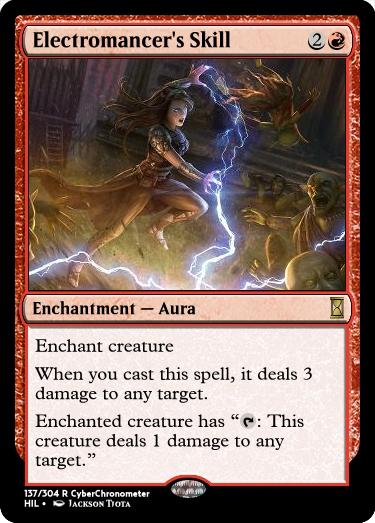 Electromancer's Skill 2
Enchantment — Aura
Enchant creature
When you cast this spell, it deals 3
damage to any target.
Enchanted creature has “: This
creature deals 1 damage to any
target.”
137/304 R CyberChronometer
HIL • Jackson Tjota